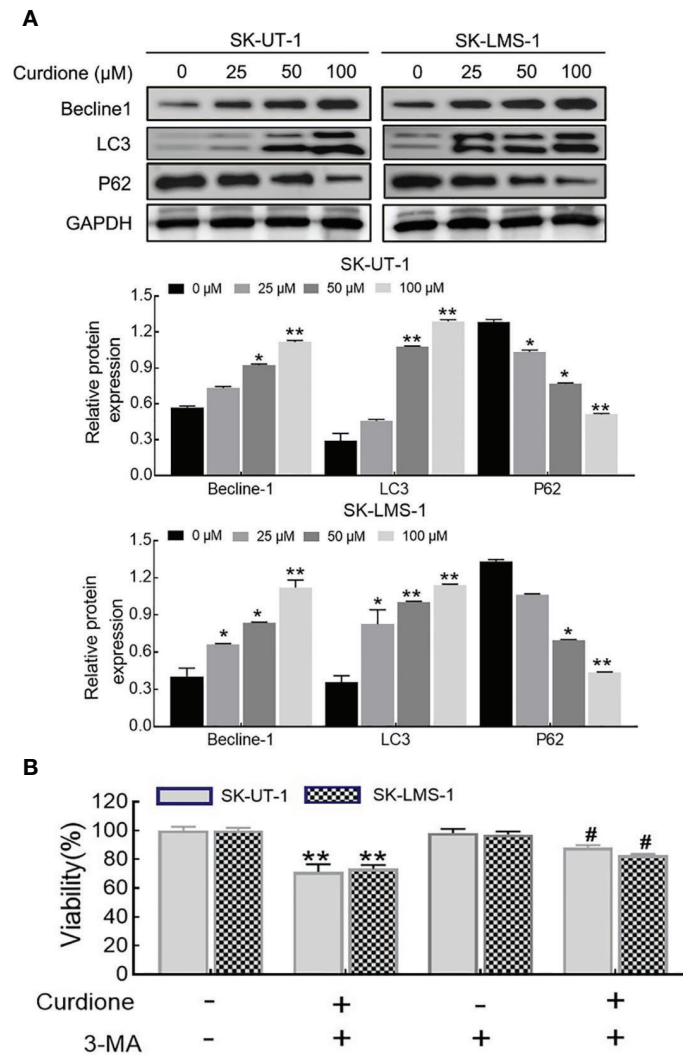 A
SK-UT-1 SK-LMS-1
Curdione (µM) 0 25 50 100 0 25 50 100
Becline1
LC3
P62
GAPDH
SK-UT-1
0 µM 25 µM 50 µM 100 µM
Relative protein expression
1.5
1.2
0.9
0.6
0.3
0.0
* ** ** ** * * **
Becline-1 LC3 P62
SK-LMS-1
0 µM 25 µM 50 µM 100 µM
Relative protein expression
1.5
1.2
0.9
0.6
0.3
0.0
* * ** * ** ** * **
Becline-1 LC3 P62
B
SK-UT-1 SK-LMS-1
Viability(%)
120
100
80
60
40
20
0
** ** # #
Curdione - + - +
3-MA - + + +